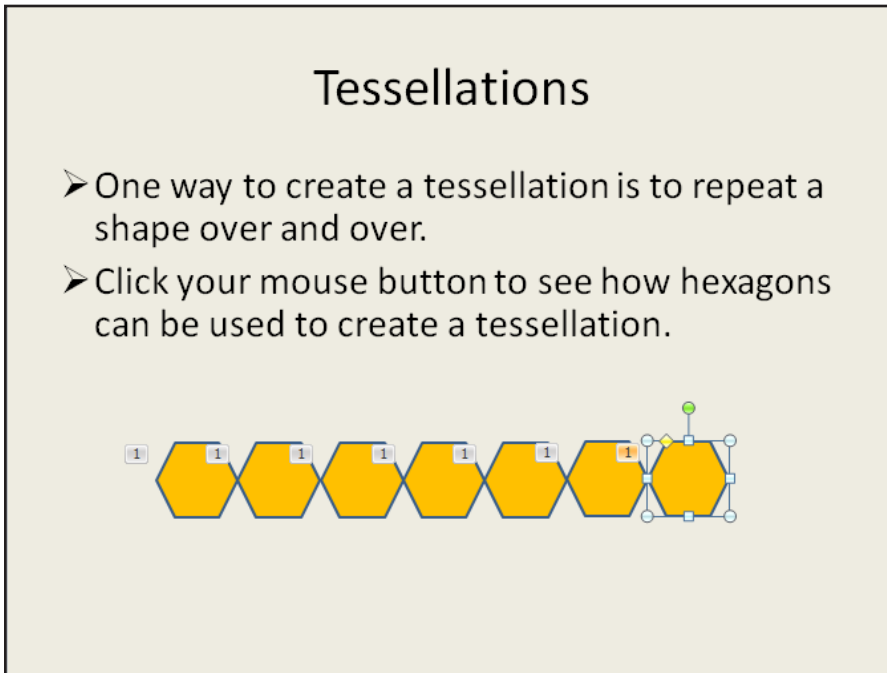 Tessellations
➢ One way to create a tessellation is to repeat a
shape over and over.
➢ Click your mouse button to see how hexagons
can be used to create a tessellation.
1 1 1 1 1 1 1